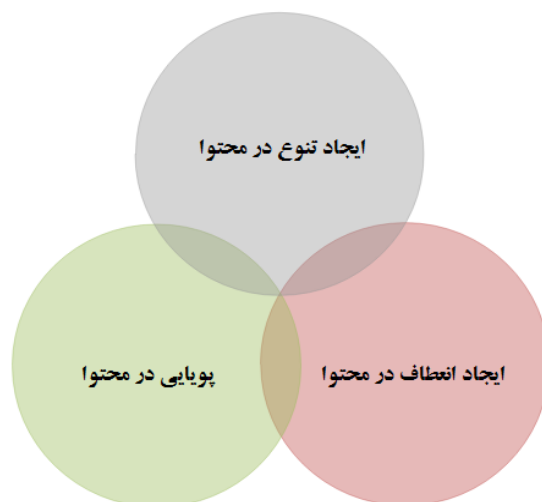 ایجاد تنوع در محتوا
ایجاد انعطاف در محتوا
پویایی در محتوا